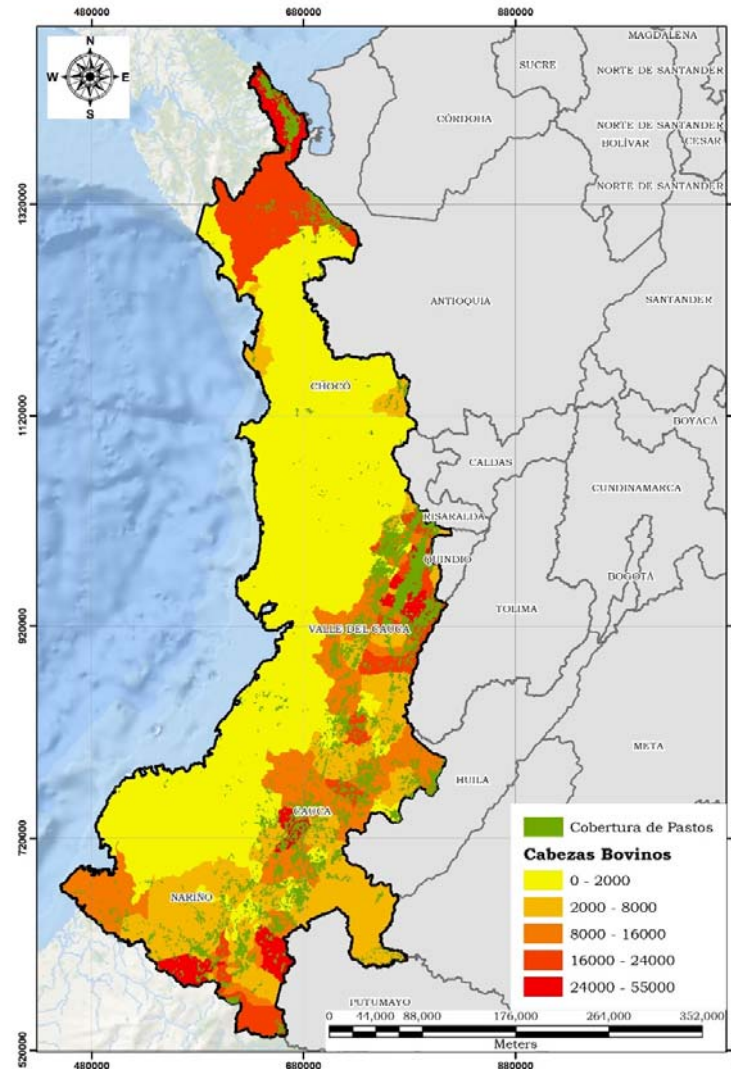 480000 680000 880000
N
W E
S
MAGDALENA
SUCRE
NORTE DE SANTANDER
CÓRDOBA
NORTE DE SANTANDER
BOLÍVAR CESAR
NORTE DE SANTANDER
1320000
ANTIOQUIA
SANTANDER
CHOCÓ
1120000
BOYACÁ
CALDAS
CUNDINAMARCA
RISARALDA
QUINDIO
BOGOTÁ
TOLIMA
920000
VALLE DEL CAUCA
META
HUILA
CAUCA
720000
NARIÑO
PUTUMAYO
520000
Cobertura de Pastos
Cabezas Bovinos
0 - 2000
2000 - 8000
8000 - 16000
16000 - 24000
24000 - 55000
0 44,000 88,000 176,000 261,000 352,000
Meters
480000 680000 880000